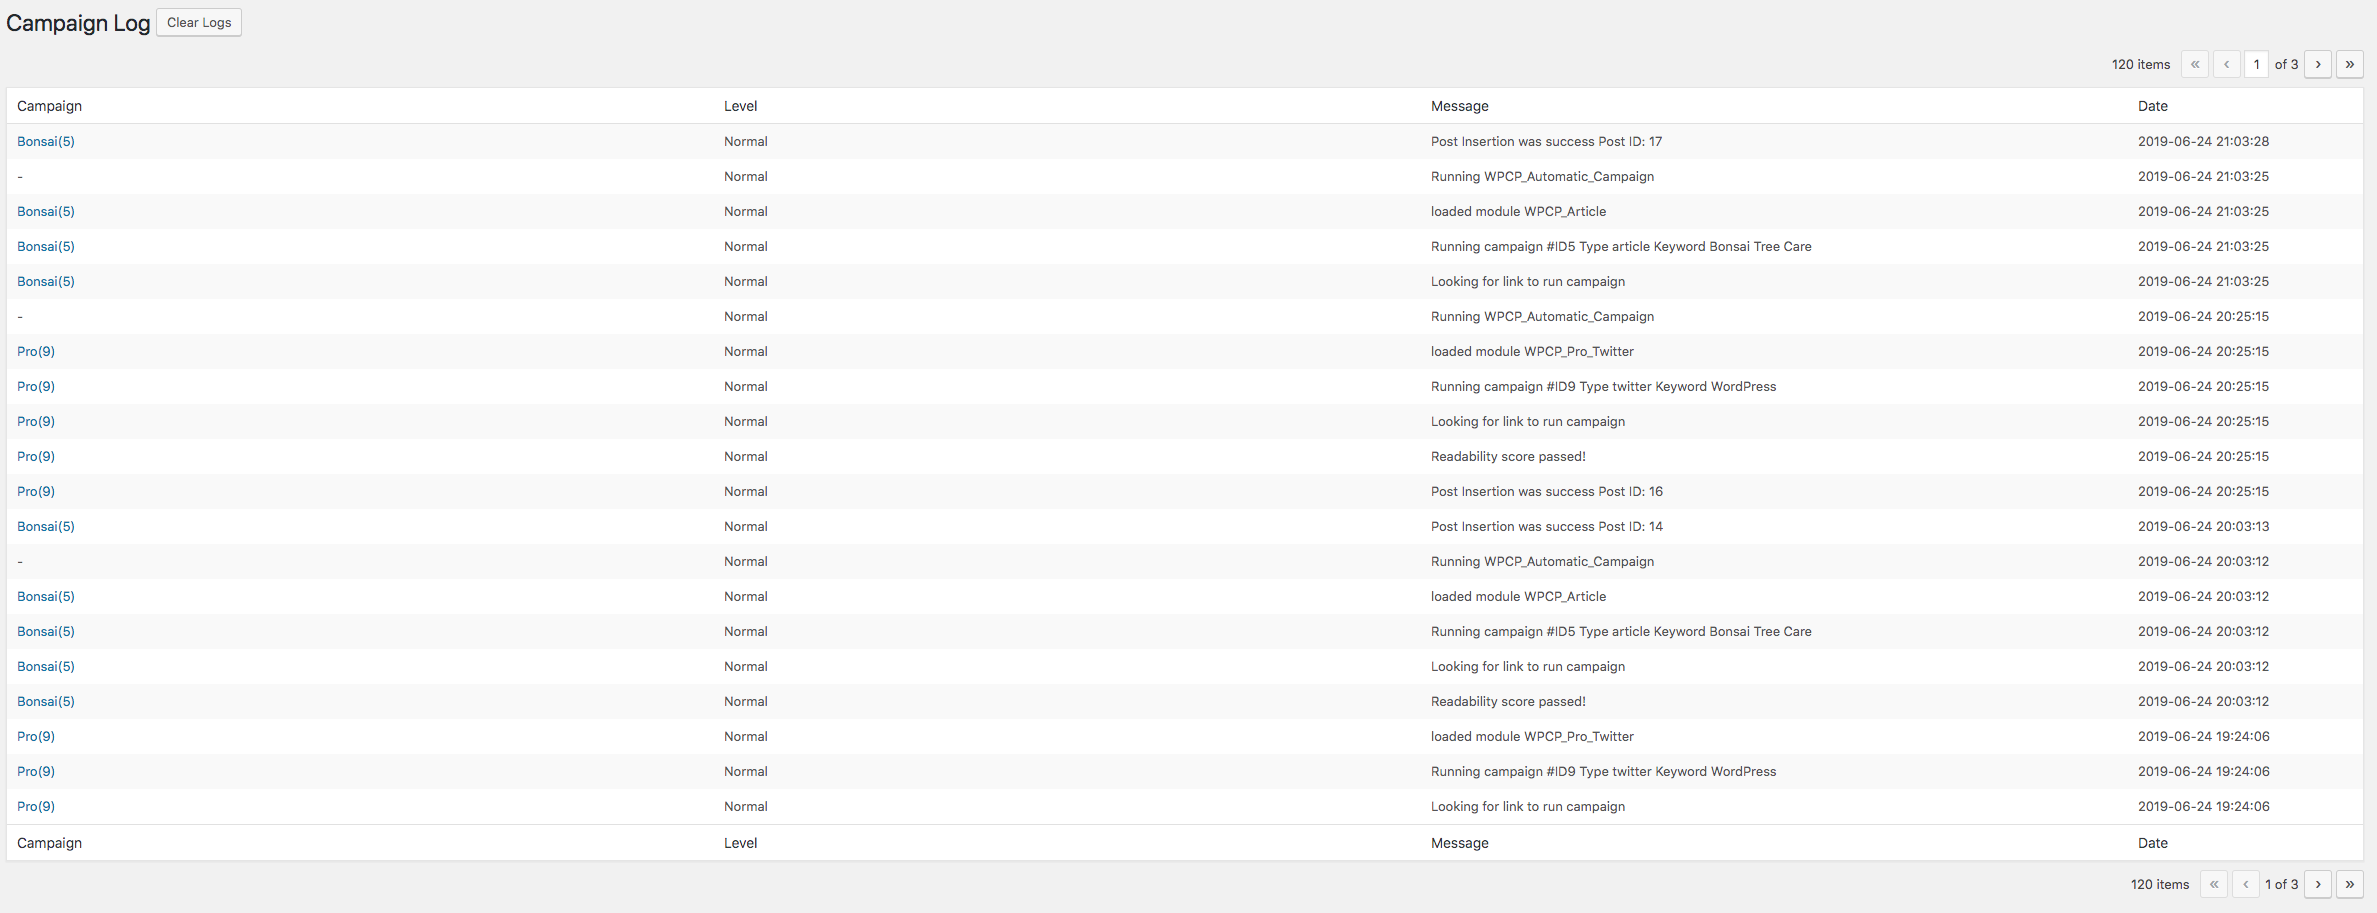 Campaign Log Clear Logs
120 items « ‹ 1 of 3 › »
Campaign Level Message Date
Bonsai(5) Normal Post Insertion was success Post ID: 17 2019-06-24 21:03:28
- Normal Running WPCP_Automatic_Campaign 2019-06-24 21:03:25
Bonsai(5) Normal loaded module WPCP_Article 2019-06-24 21:03:25
Bonsai(5) Normal Running campaign #ID5 Type article Keyword Bonsai Tree Care 2019-06-24 21:03:25
Bonsai(5) Normal Looking for link to run campaign 2019-06-24 21:03:25
- Normal Running WPCP_Automatic_Campaign 2019-06-24 20:25:15
Pro(9) Normal loaded module WPCP_Pro_Twitter 2019-06-24 20:25:15
Pro(9) Normal Running campaign #ID9 Type twitter Keyword WordPress 2019-06-24 20:25:15
Pro(9) Normal Looking for link to run campaign 2019-06-24 20:25:15
Pro(9) Normal Readability score passed! 2019-06-24 20:25:15
Pro(9) Normal Post Insertion was success Post ID: 16 2019-06-24 20:25:15
Bonsai(5) Normal Post Insertion was success Post ID: 14 2019-06-24 20:03:13
- Normal Running WPCP_Automatic_Campaign 2019-06-24 20:03:12
Bonsai(5) Normal loaded module WPCP_Article 2019-06-24 20:03:12
Bonsai(5) Normal Running campaign #ID5 Type article Keyword Bonsai Tree Care 2019-06-24 20:03:12
Bonsai(5) Normal Looking for link to run campaign 2019-06-24 20:03:12
Bonsai(5) Normal Readability score passed! 2019-06-24 20:03:12
Pro(9) Normal loaded module WPCP_Pro_Twitter 2019-06-24 19:24:06
Pro(9) Normal Running campaign #ID9 Type twitter Keyword WordPress 2019-06-24 19:24:06
Pro(9) Normal Looking for link to run campaign 2019-06-24 19:24:06
Campaign Level Message Date
120 items « ‹ 1 of 3 › »